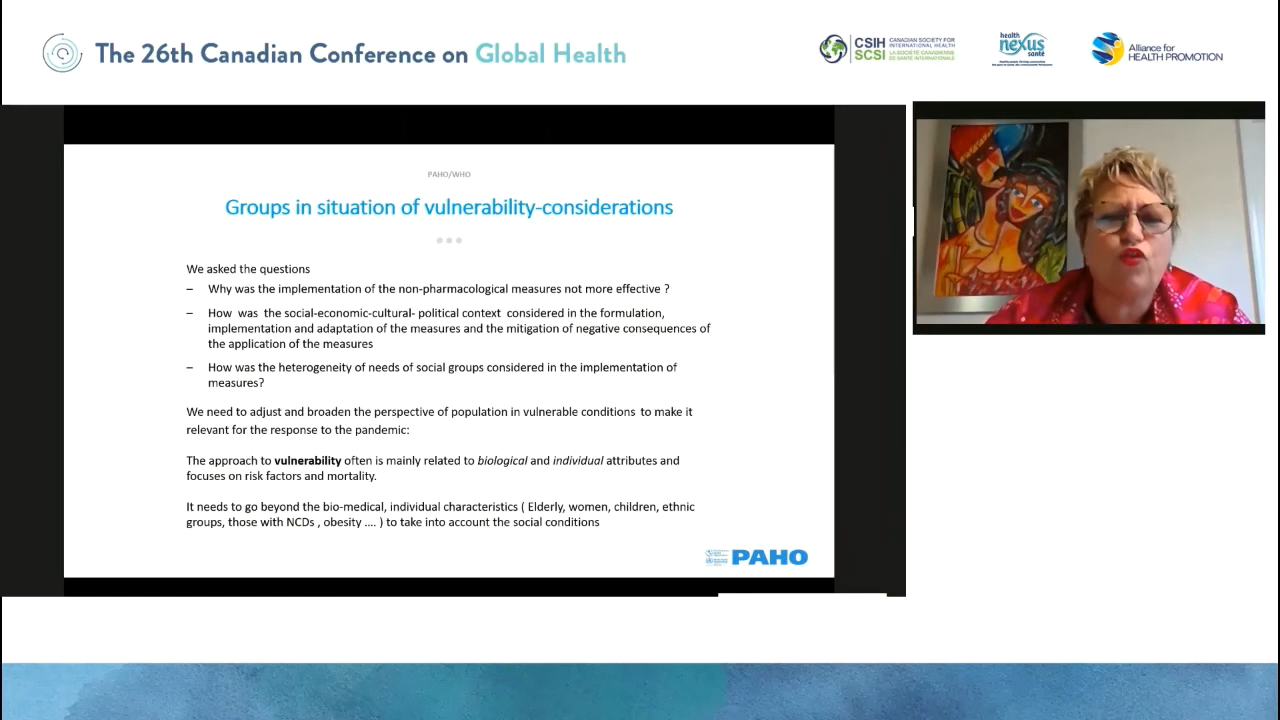 The 26th Canadian Conference on Global Health
CSIH SCSI
CANADIAN SOCIETY FOR INTERNATIONAL HEALTH
LA SOCIÉTÉ CANADIENNE DE SANTÉ INTERNATIONALE
health nexus santé
Alliance for
HEALTH PROMOTION
PAHO/WHO
Groups in situation of vulnerability-considerations
We asked the questions
– Why was the implementation of the non-pharmacological measures not more effective ?
– How was the social-economic-cultural- political context considered in the formulation,
implementation and adaptation of the measures and the mitigation of negative consequences of
the application of the measures
– How was the heterogeneity of needs of social groups considered in the implementation of
measures?
We need to adjust and broaden the perspective of population in vulnerable conditions to make it
relevant for the response to the pandemic:
The approach to vulnerability often is mainly related to biological and individual attributes and
focuses on risk factors and mortality.
It needs to go beyond the bio-medical, individual characteristics ( Elderly, women, children, ethnic
groups, those with NCDs , obesity .... ) to take into account the social conditions
PAHO